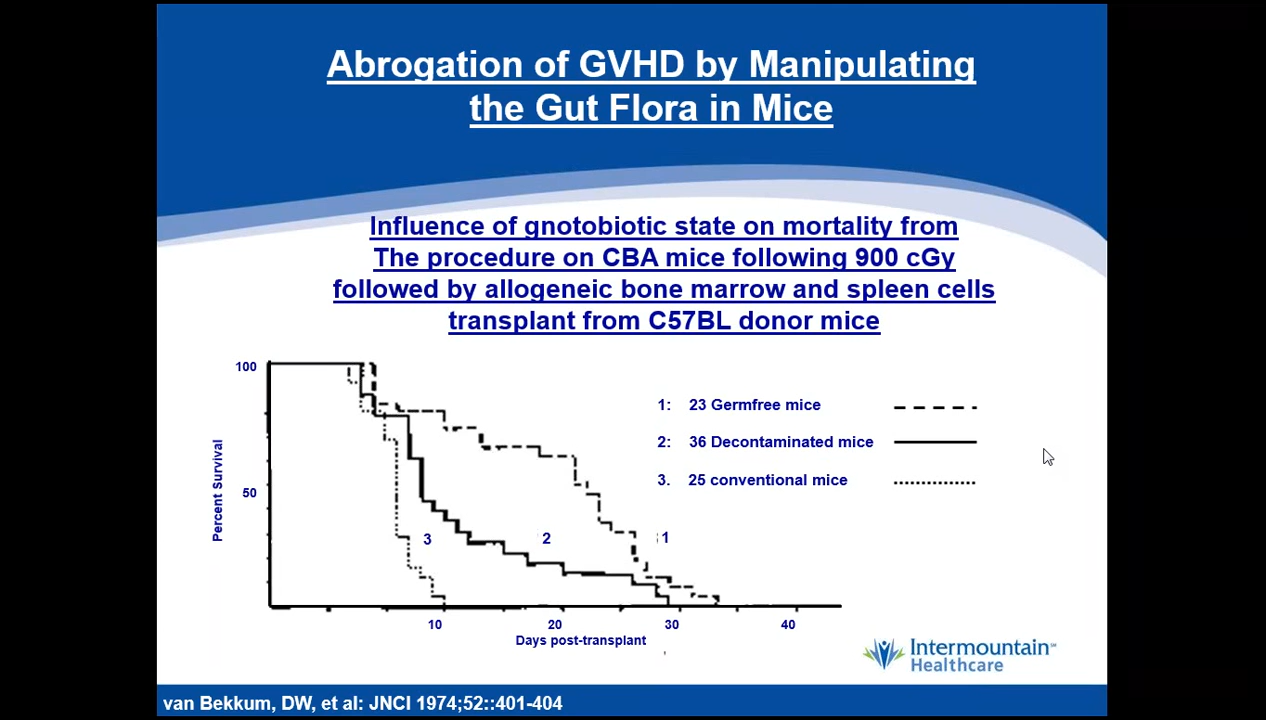 Abrogation of GVHD by Manipulating
the Gut Flora in Mice
Influence of gnotobiotic state on mortality from
The procedure on CBA mice following 900 cGy
followed by allogeneic bone marrow and spleen cells
transplant from C57BL donor mice
100
50
Percent Survival
1: 23 Germfree mice
2: 36 Decontaminated mice
3. 25 conventional mice
3
2
1
10 20 30 40
Days post-transplant
Intermountain℠
Healthcare
van Bekkum, DW, et al: JNCI 1974;52::401-404